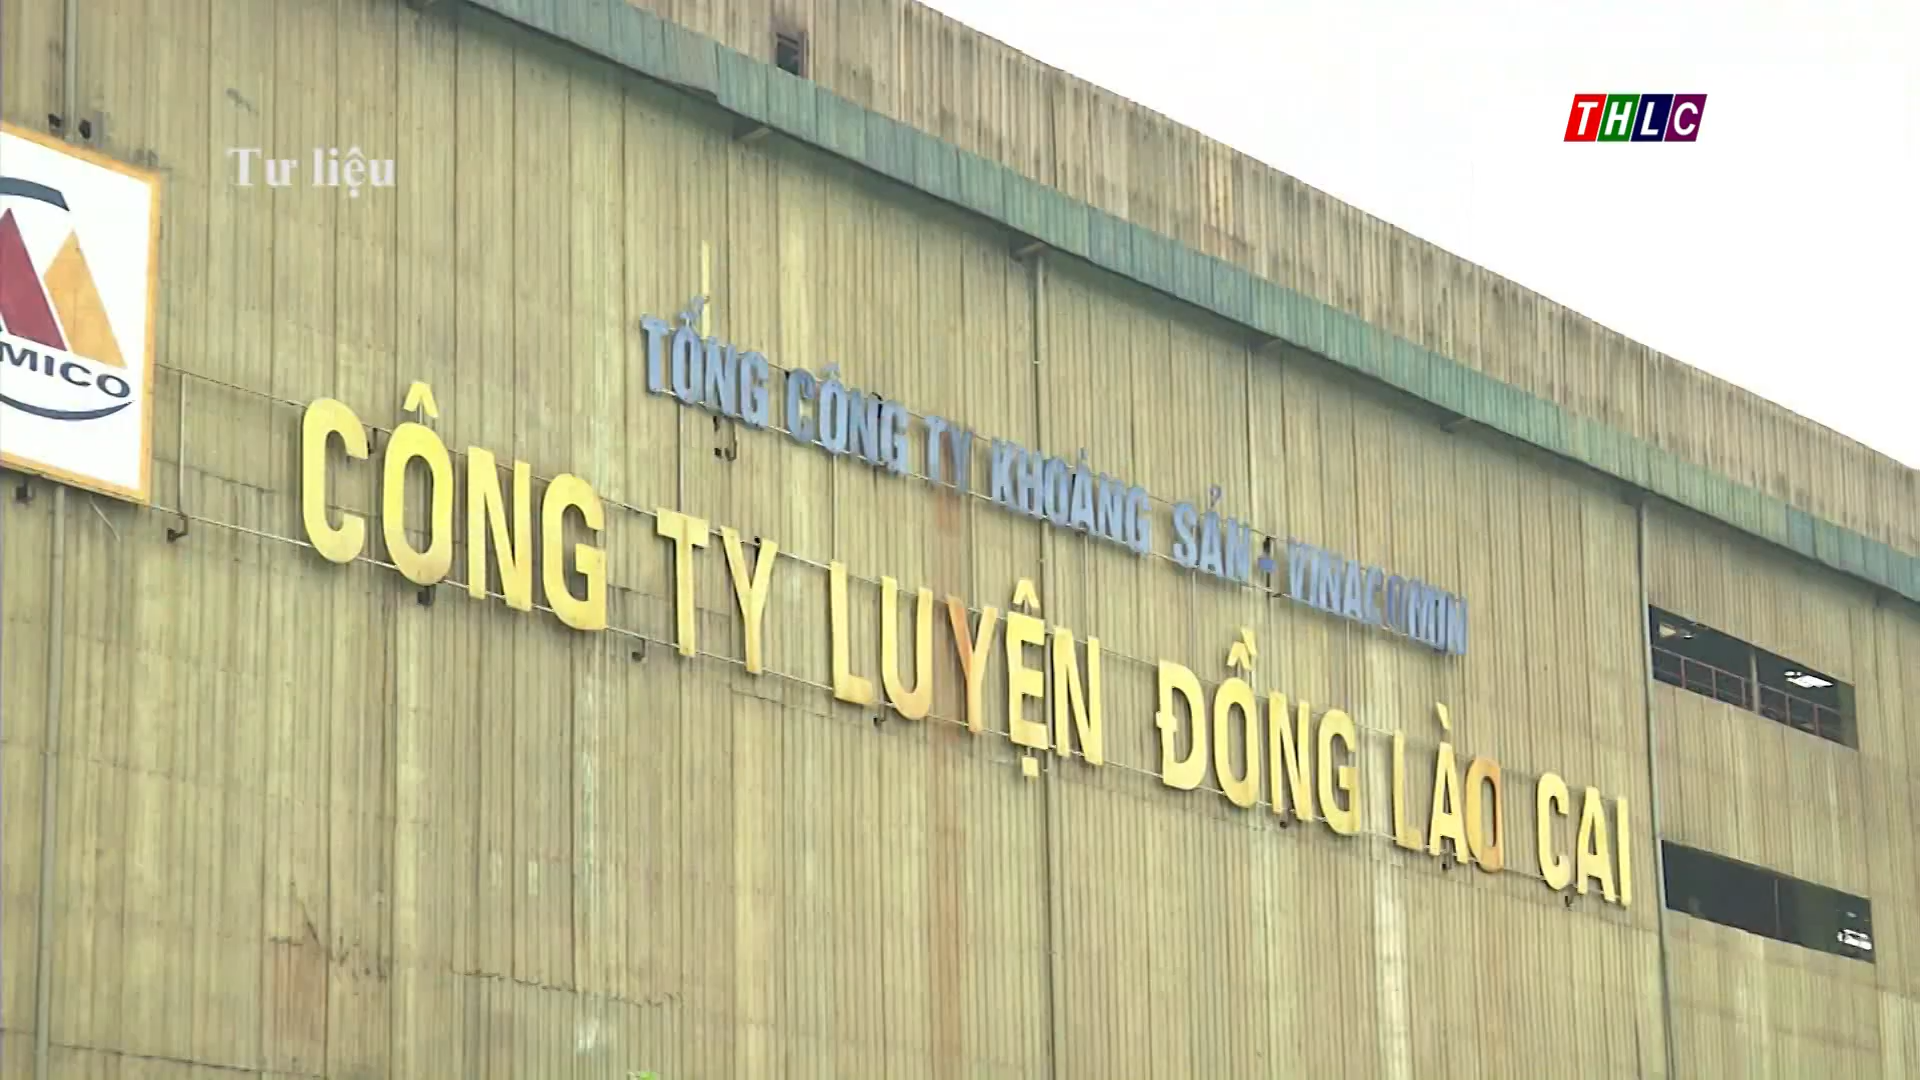 THLC
Tư liệu
MICO
TỔNG CÔNG TY KHOÁNG SẢN - VINACOMIN
CÔNG TY LUYỆN ĐỒNG LÀO CAI